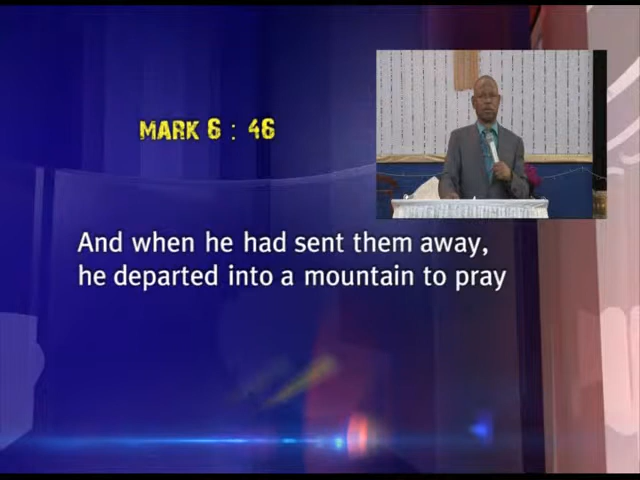 MARK 6 : 46
And when he had sent them away,
he departed into a mountain to pray